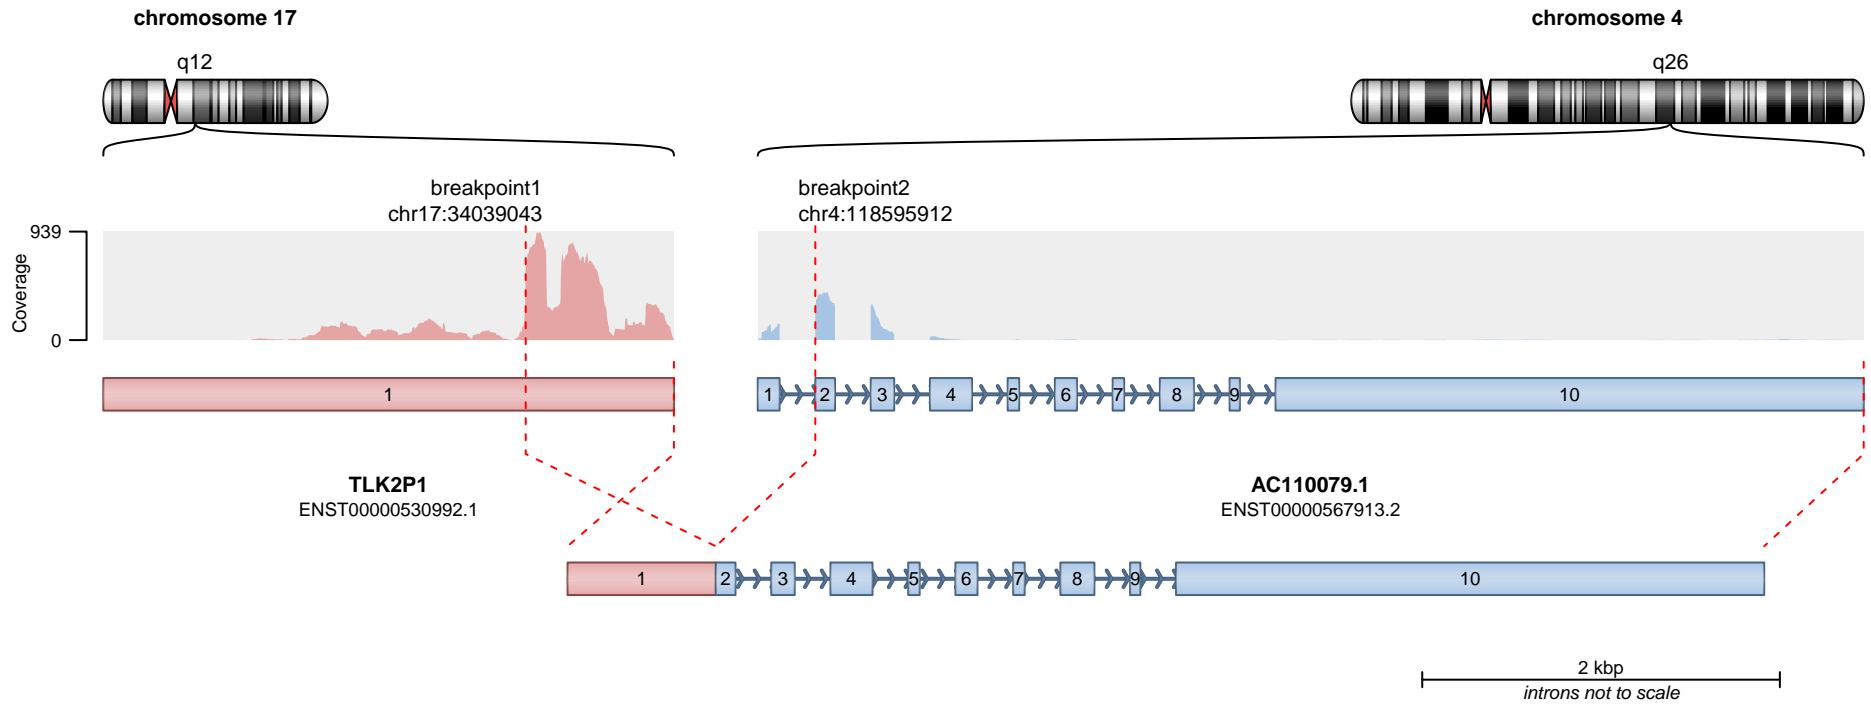 chromosome 17
chromosome 4
q12
q26
breakpoint1
chr17:34039043
breakpoint2
chr4:118595912
939
0
Coverage
1
1 2 3 4 5 6 7 8 9 10
TLK2P1
ENST00000530992.1
AC110079.1
ENST00000567913.2
1 2 3 4 5 6 7 8 9 10
2 kbp
introns not to scale